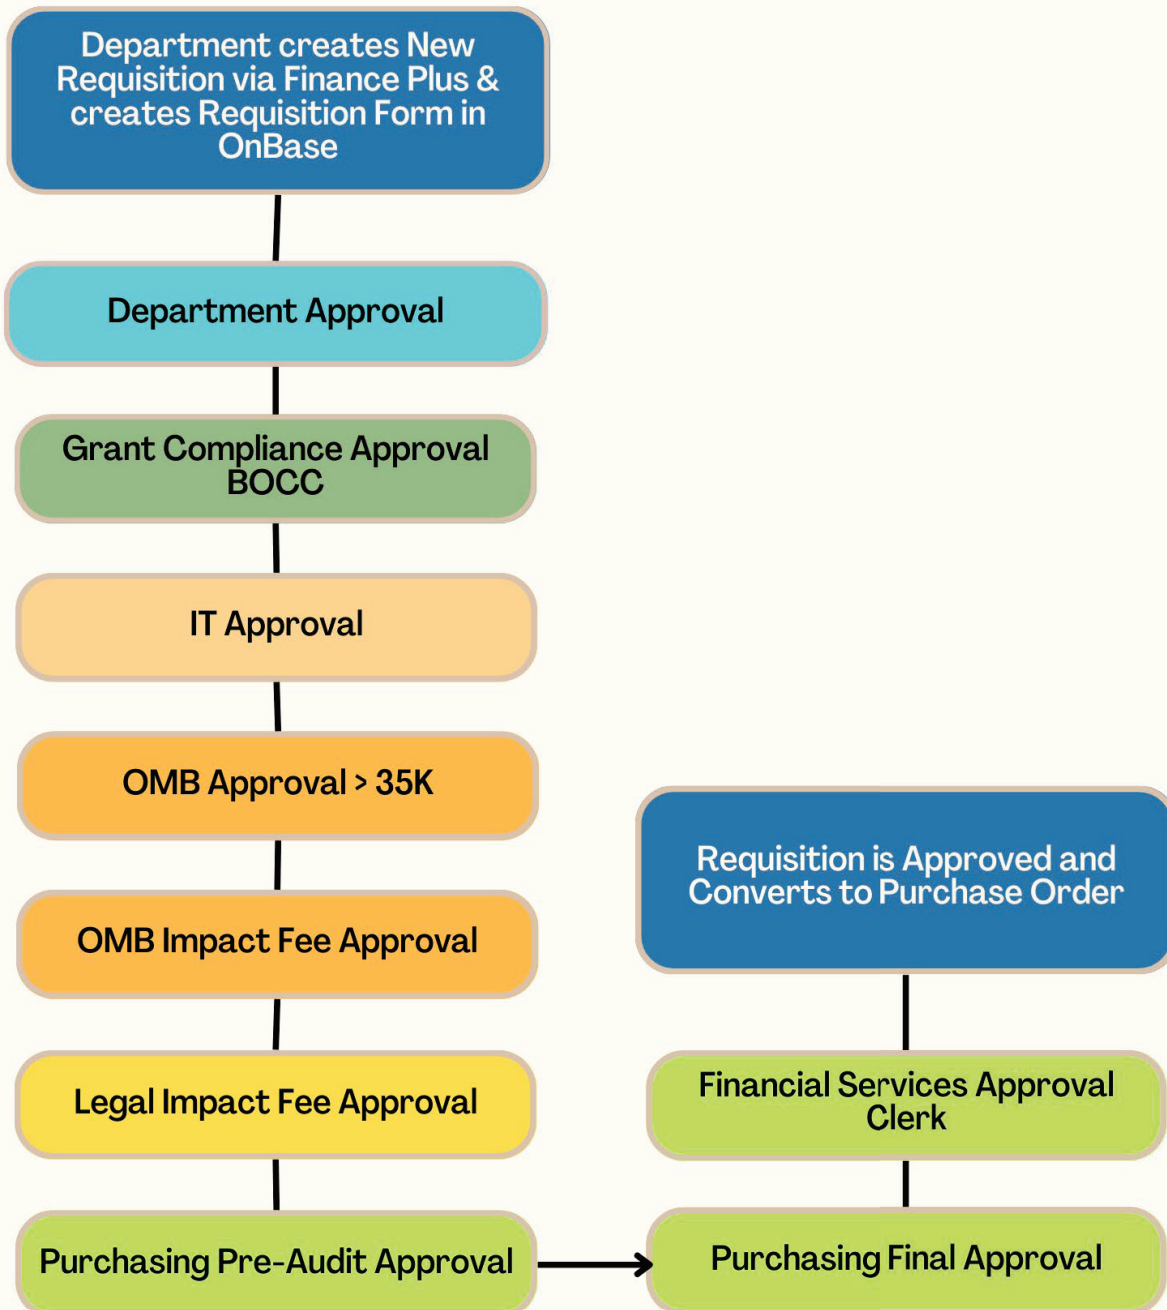 Department creates New
Requisition via Finance Plus &
creates Requisition Form in
OnBase
Department Approval
Grant Compliance Approval
BOCC
IT Approval
OMB Approval > 35K
OMB Impact Fee Approval
Legal Impact Fee Approval
Purchasing Pre-Audit Approval
Purchasing Final Approval
Financial Services Approval
Clerk
Requisition is Approved and
Converts to Purchase Order